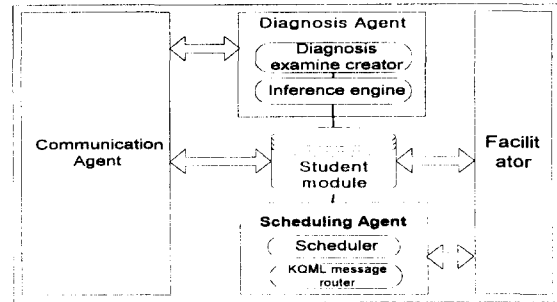 Diagnosis Agent
Diagnosis
examine creator
Inference engine
Communication
Agent
Student
module
Facilit
ator
Scheduling Agent
Scheduler
KQML message
router